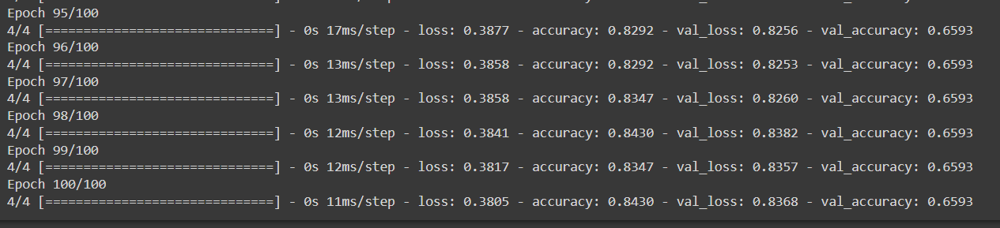 Epoch 95/100
4/4 [==============================] - 0s 17ms/step - loss: 0.3877 - accuracy: 0.8292 - val_loss: 0.8256 - val_accuracy: 0.6593
Epoch 96/100
4/4 [==============================] - 0s 13ms/step - loss: 0.3858 - accuracy: 0.8292 - val_loss: 0.8253 - val_accuracy: 0.6593
Epoch 97/100
4/4 [==============================] - 0s 13ms/step - loss: 0.3858 - accuracy: 0.8347 - val_loss: 0.8260 - val_accuracy: 0.6593
Epoch 98/100
4/4 [==============================] - 0s 12ms/step - loss: 0.3841 - accuracy: 0.8430 - val_loss: 0.8382 - val_accuracy: 0.6593
Epoch 99/100
4/4 [==============================] - 0s 12ms/step - loss: 0.3817 - accuracy: 0.8347 - val_loss: 0.8357 - val_accuracy: 0.6593
Epoch 100/100
4/4 [==============================] - 0s 11ms/step - loss: 0.3805 - accuracy: 0.8430 - val_loss: 0.8368 - val_accuracy: 0.6593